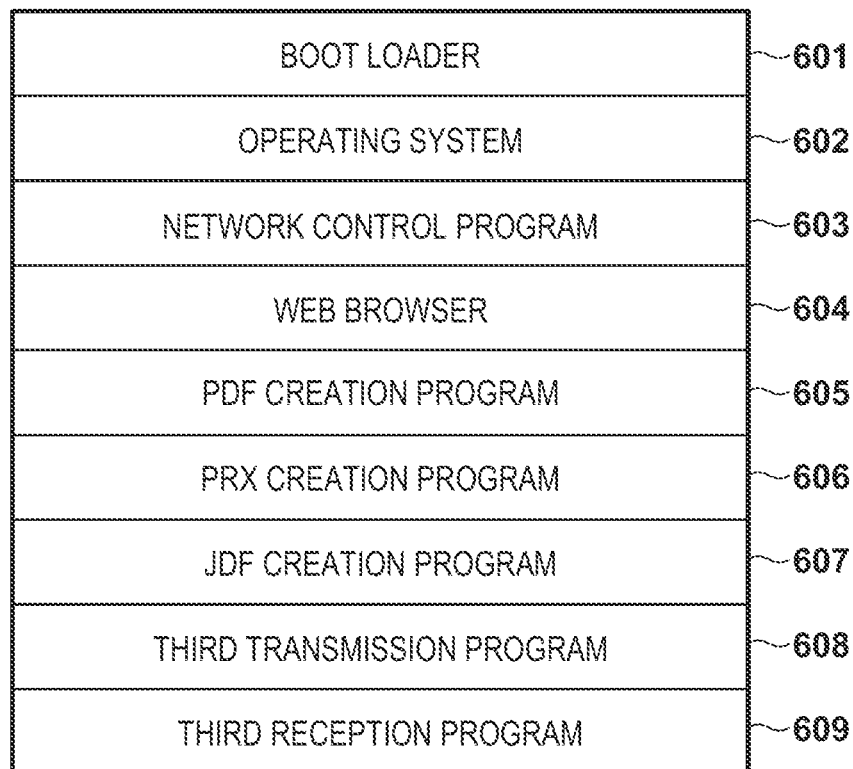 BOOT LOADER 601
OPERATING SYSTEM 602
NETWORK CONTROL PROGRAM 603
WEB BROWSER 604
PDF CREATION PROGRAM 605
PRX CREATION PROGRAM 606
JDF CREATION PROGRAM 607
THIRD TRANSMISSION PROGRAM 608
THIRD RECEPTION PROGRAM 609